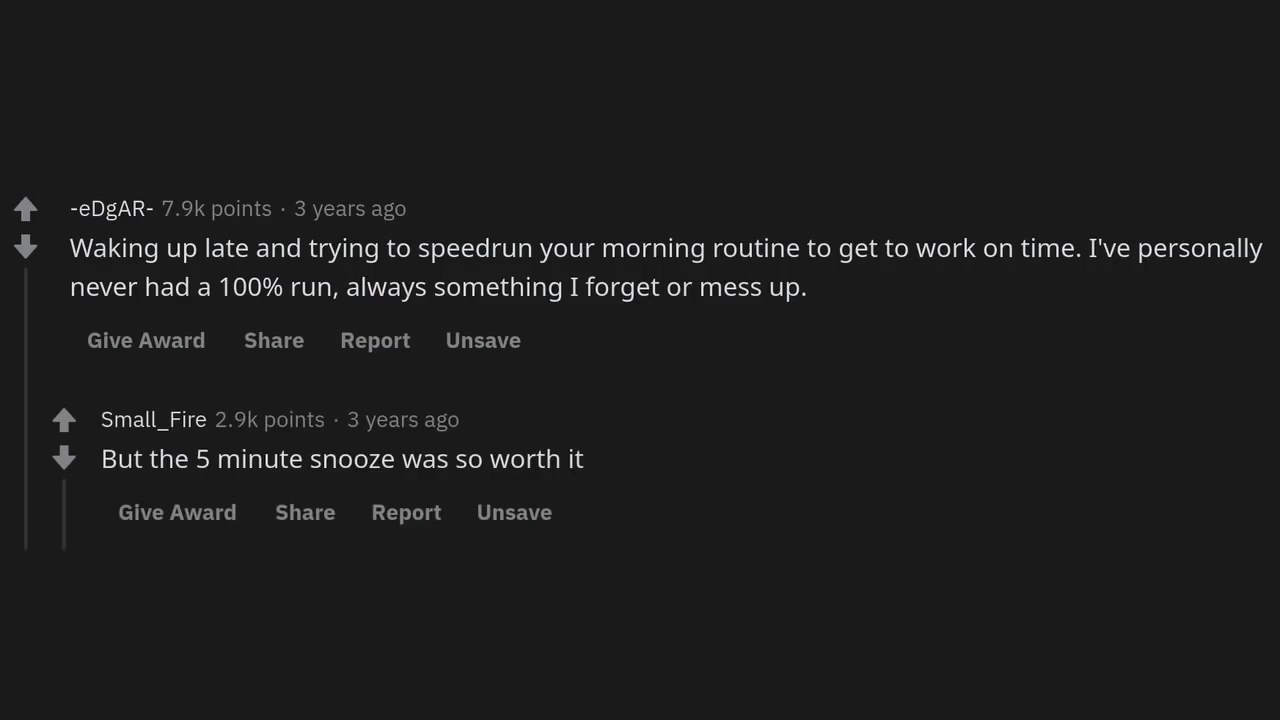 -eDgAR- 7.9k points · 3 years ago
Waking up late and trying to speedrun your morning routine to get to work on time. I've personally
never had a 100% run, always something I forget or mess up.
Give Award Share Report Unsave
Small_Fire 2.9k points · 3 years ago
But the 5 minute snooze was so worth it
Give Award Share Report Unsave